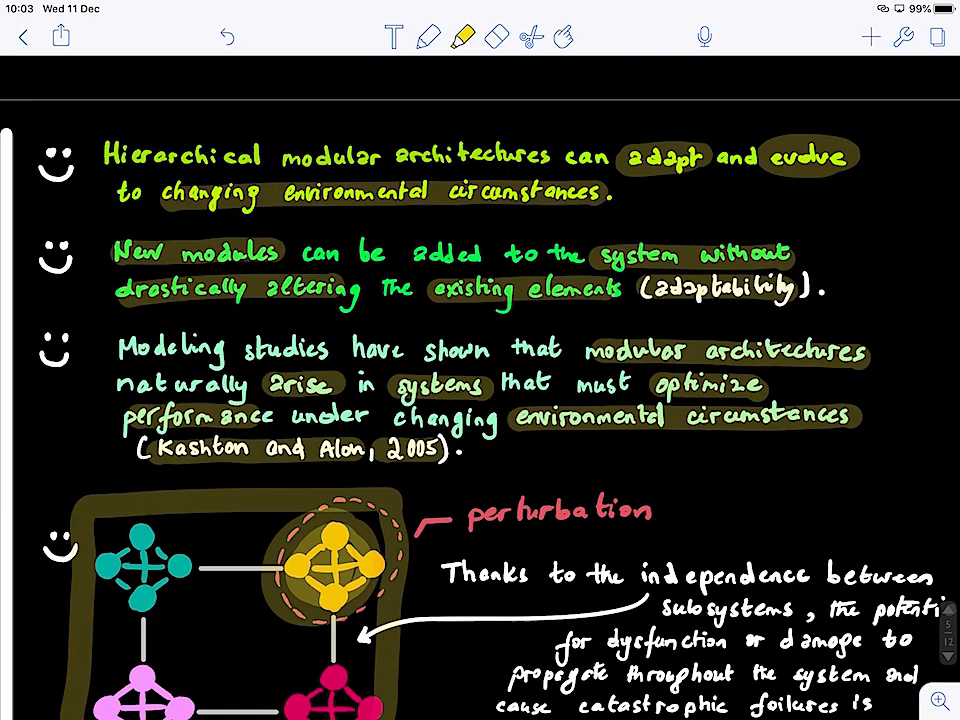 10:03 Wed 11 Dec
99%
T
Hierarchical modular architectures can adapt and evolve
to changing environmental circumstances.
New modules can be added to the system without
drastically altering the existing elements (adaptability).
Modeling studies have shown that modular architectures
naturally arise in systems that must optimize
performance under changing environmental circumstances
(Kashton and Alon, 2005).
perturbation
Thanks to the independence between
subsystems, the potenti
for dysfunction or damage to
propagate throughout the system and
cause catastrophic failures is
5
12